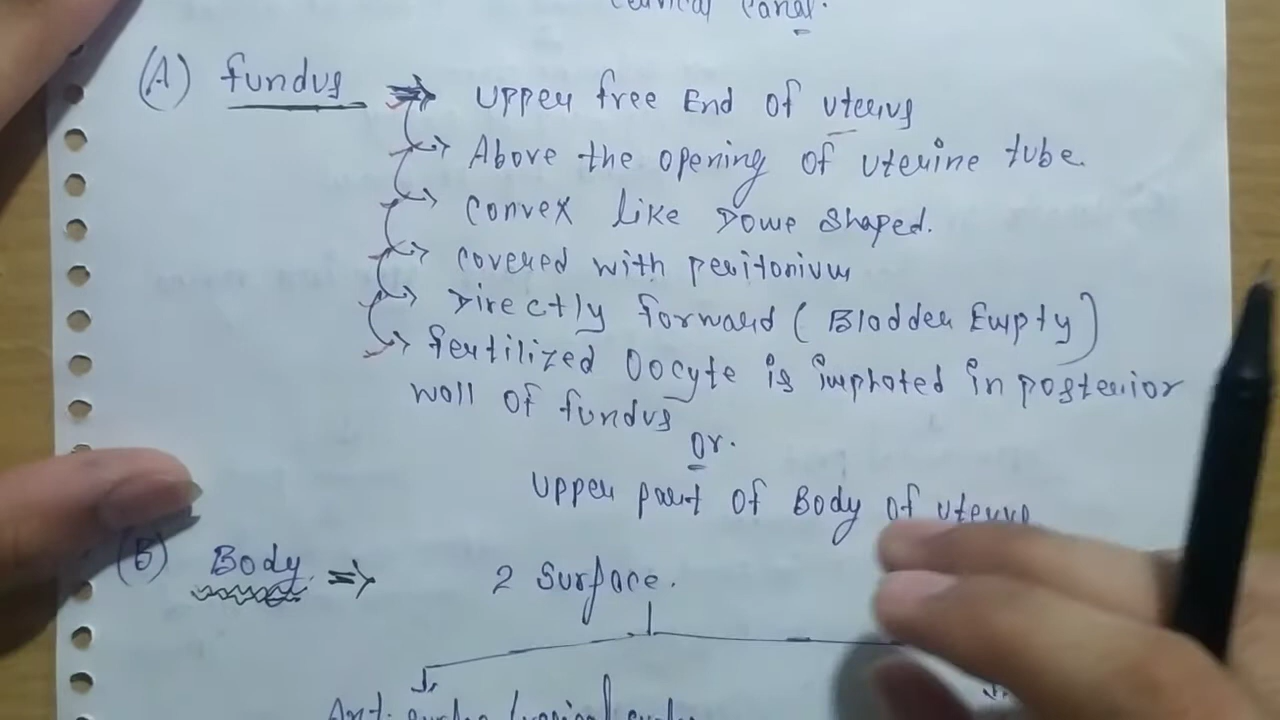 Cervical Canal.
(A) fundus ⇒ Upper free End of Uterus
→ Above the opening of Uterine tube.
→ Convex like Dome Shaped.
→ Covered with peritonium
→ Directly forward (Bladder Empty)
→ fertilized Oocyte is implated in posterior
wall of fundus
or.
Upper part of Body of uterus
(B) Body ⇒ 2 Surface.